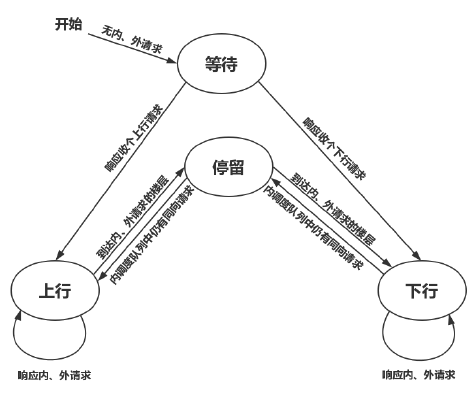 开始
无内、外请求
等待
响应收个上行请求
响应收个下行请求
停留
到达内、外请求的楼层
内调度队列中仍有同向请求
到达内、外请求的楼层
内调度队列中仍有同向请求
上行
下行
响应内、外请求
响应内、外请求